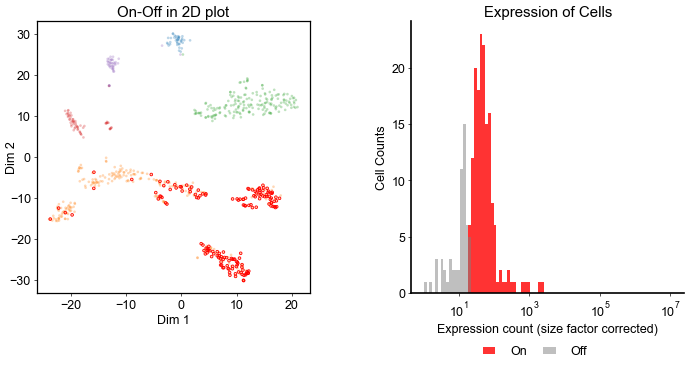 On-Off in 2D plot
30
20
10
0
−10
−20
−30
Dim 2
−20 −10 0 10 20
Dim 1
Expression of Cells
20
15
10
5
0
Cell Counts
10^1 10^3 10^5 10^7
Expression count (size factor corrected)
On Off